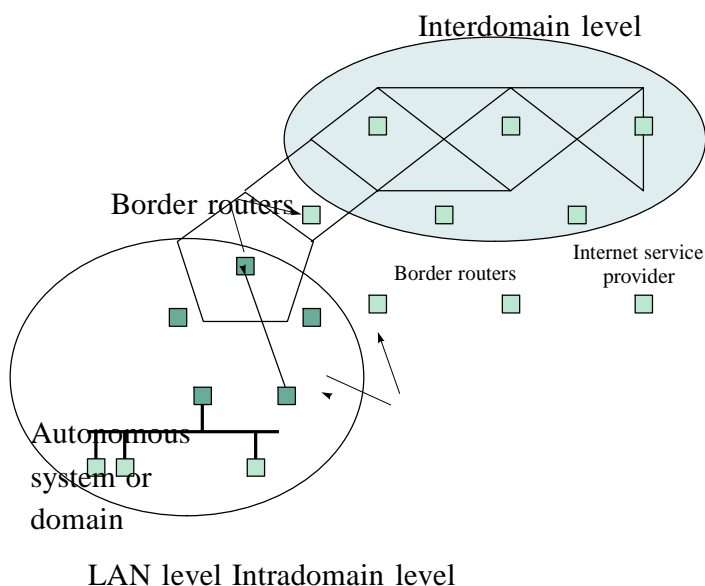 Interdomain level
Border routers
Internet service
provider
Border routers
Autonomous
system or
domain
LAN level Intradomain level